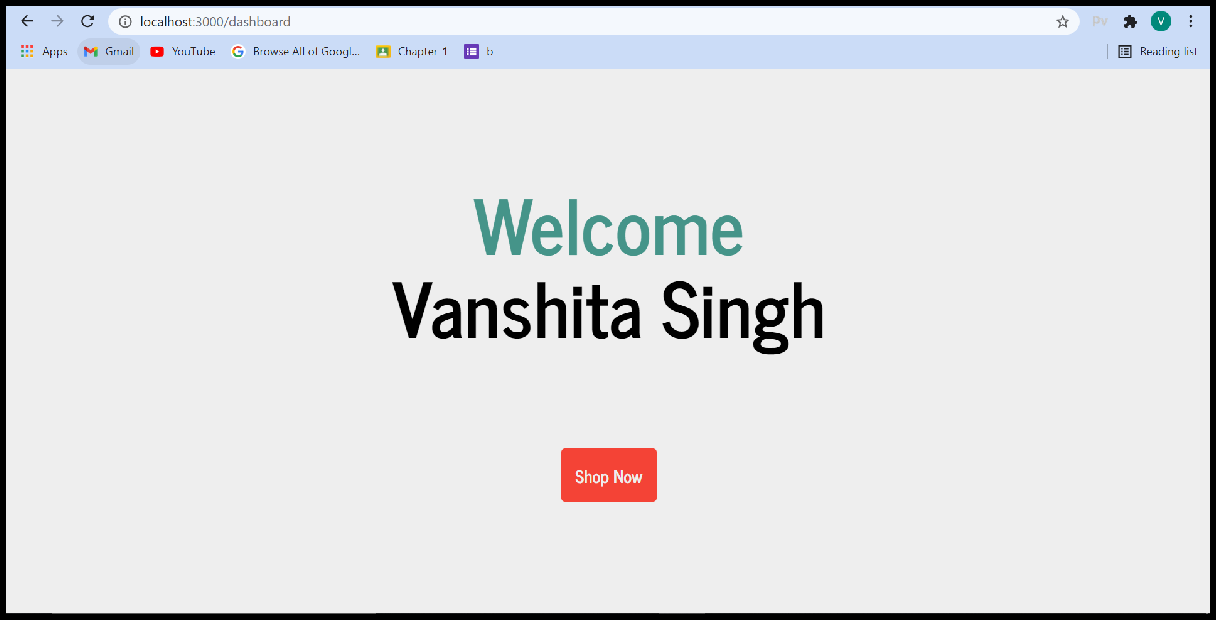 localhost:3000/dashboard
Pv
V
Apps Gmail YouTube Browse All of Googl... Chapter 1 b Reading list
Welcome
Vanshita Singh
Shop Now